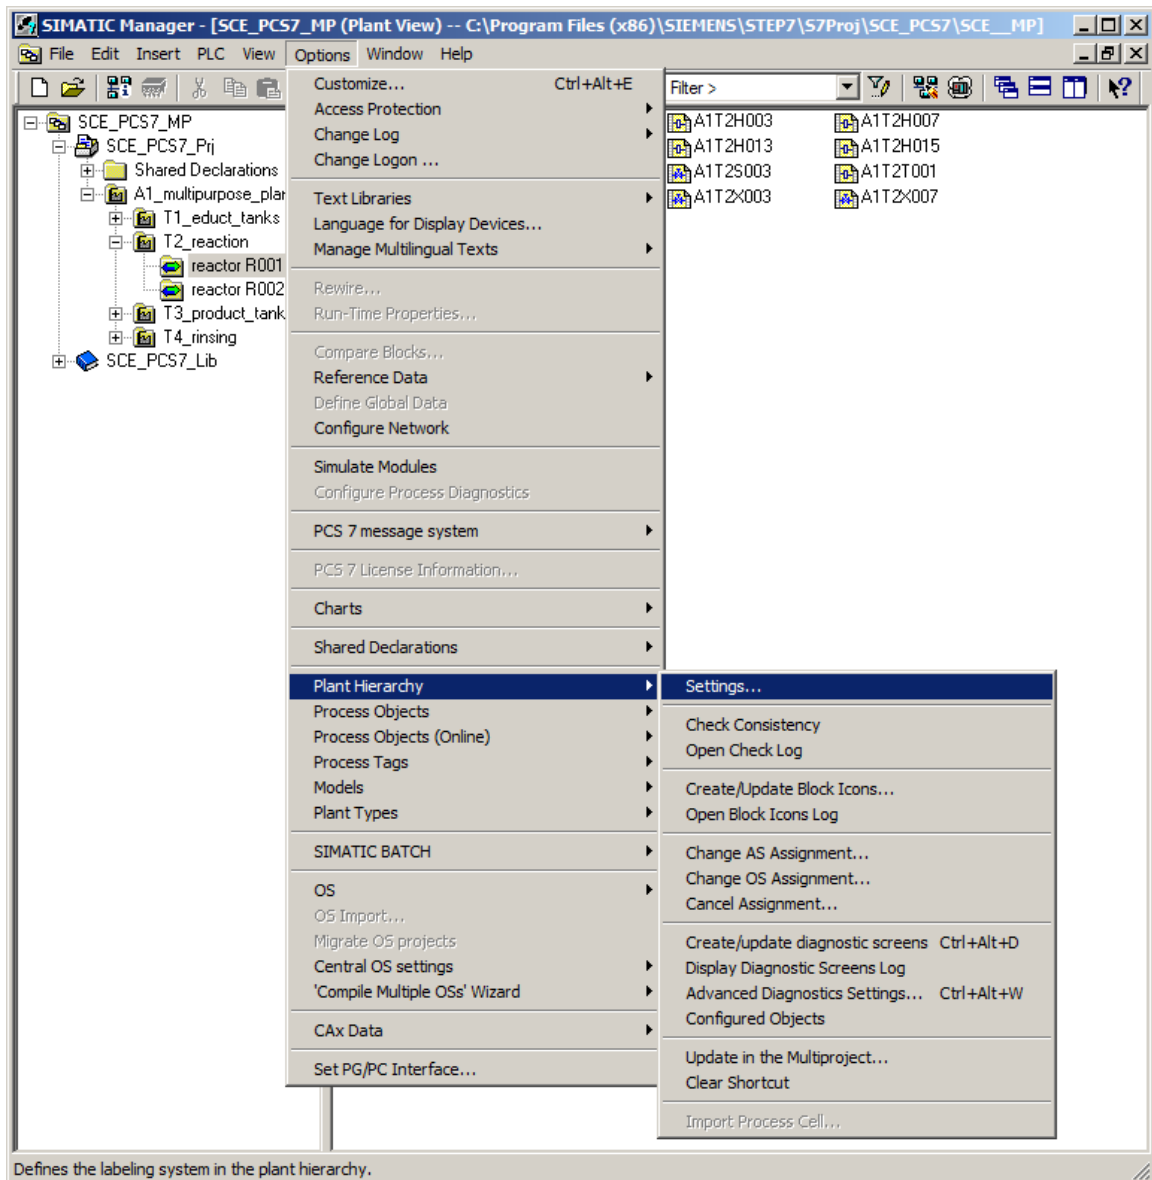 SIMATIC Manager - [SCE_PCS7_MP (Plant View) -- C:\Program Files (x86)\SIEMENS\STEP7\S7Proj\SCE_PCS7\SCE__MP]
File Edit Insert PLC View Options Window Help
Filter >
SCE_PCS7_MP
SCE_PCS7_Prj
Shared Declarations
A1_multipurpose_plan
T1_educt_tanks
T2_reaction
reactor R001
reactor R002
T3_product_tank
T4_rinsing
SCE_PCS7_Lib
Customize... Ctrl+Alt+E
Access Protection
Change Log
Change Logon ...
Text Libraries
Language for Display Devices...
Manage Multilingual Texts
Rewire...
Run-Time Properties...
Compare Blocks...
Reference Data
Define Global Data
Configure Network
Simulate Modules
Configure Process Diagnostics
PCS 7 message system
PCS 7 License Information...
Charts
Shared Declarations
Plant Hierarchy
Process Objects
Process Objects (Online)
Process Tags
Models
Plant Types
SIMATIC BATCH
OS
OS Import...
Migrate OS projects
Central OS settings
'Compile Multiple OSs' Wizard
CAx Data
Set PG/PC Interface...
A1T2H003 A1T2H007
A1T2H013 A1T2H015
A1T2S003 A1T2T001
A1T2X003 A1T2X007
Settings...
Check Consistency
Open Check Log
Create/Update Block Icons...
Open Block Icons Log
Change AS Assignment...
Change OS Assignment...
Cancel Assignment...
Create/update diagnostic screens Ctrl+Alt+D
Display Diagnostic Screens Log
Advanced Diagnostics Settings... Ctrl+Alt+W
Configured Objects
Update in the Multiproject...
Clear Shortcut
Import Process Cell...
Defines the labeling system in the plant hierarchy.